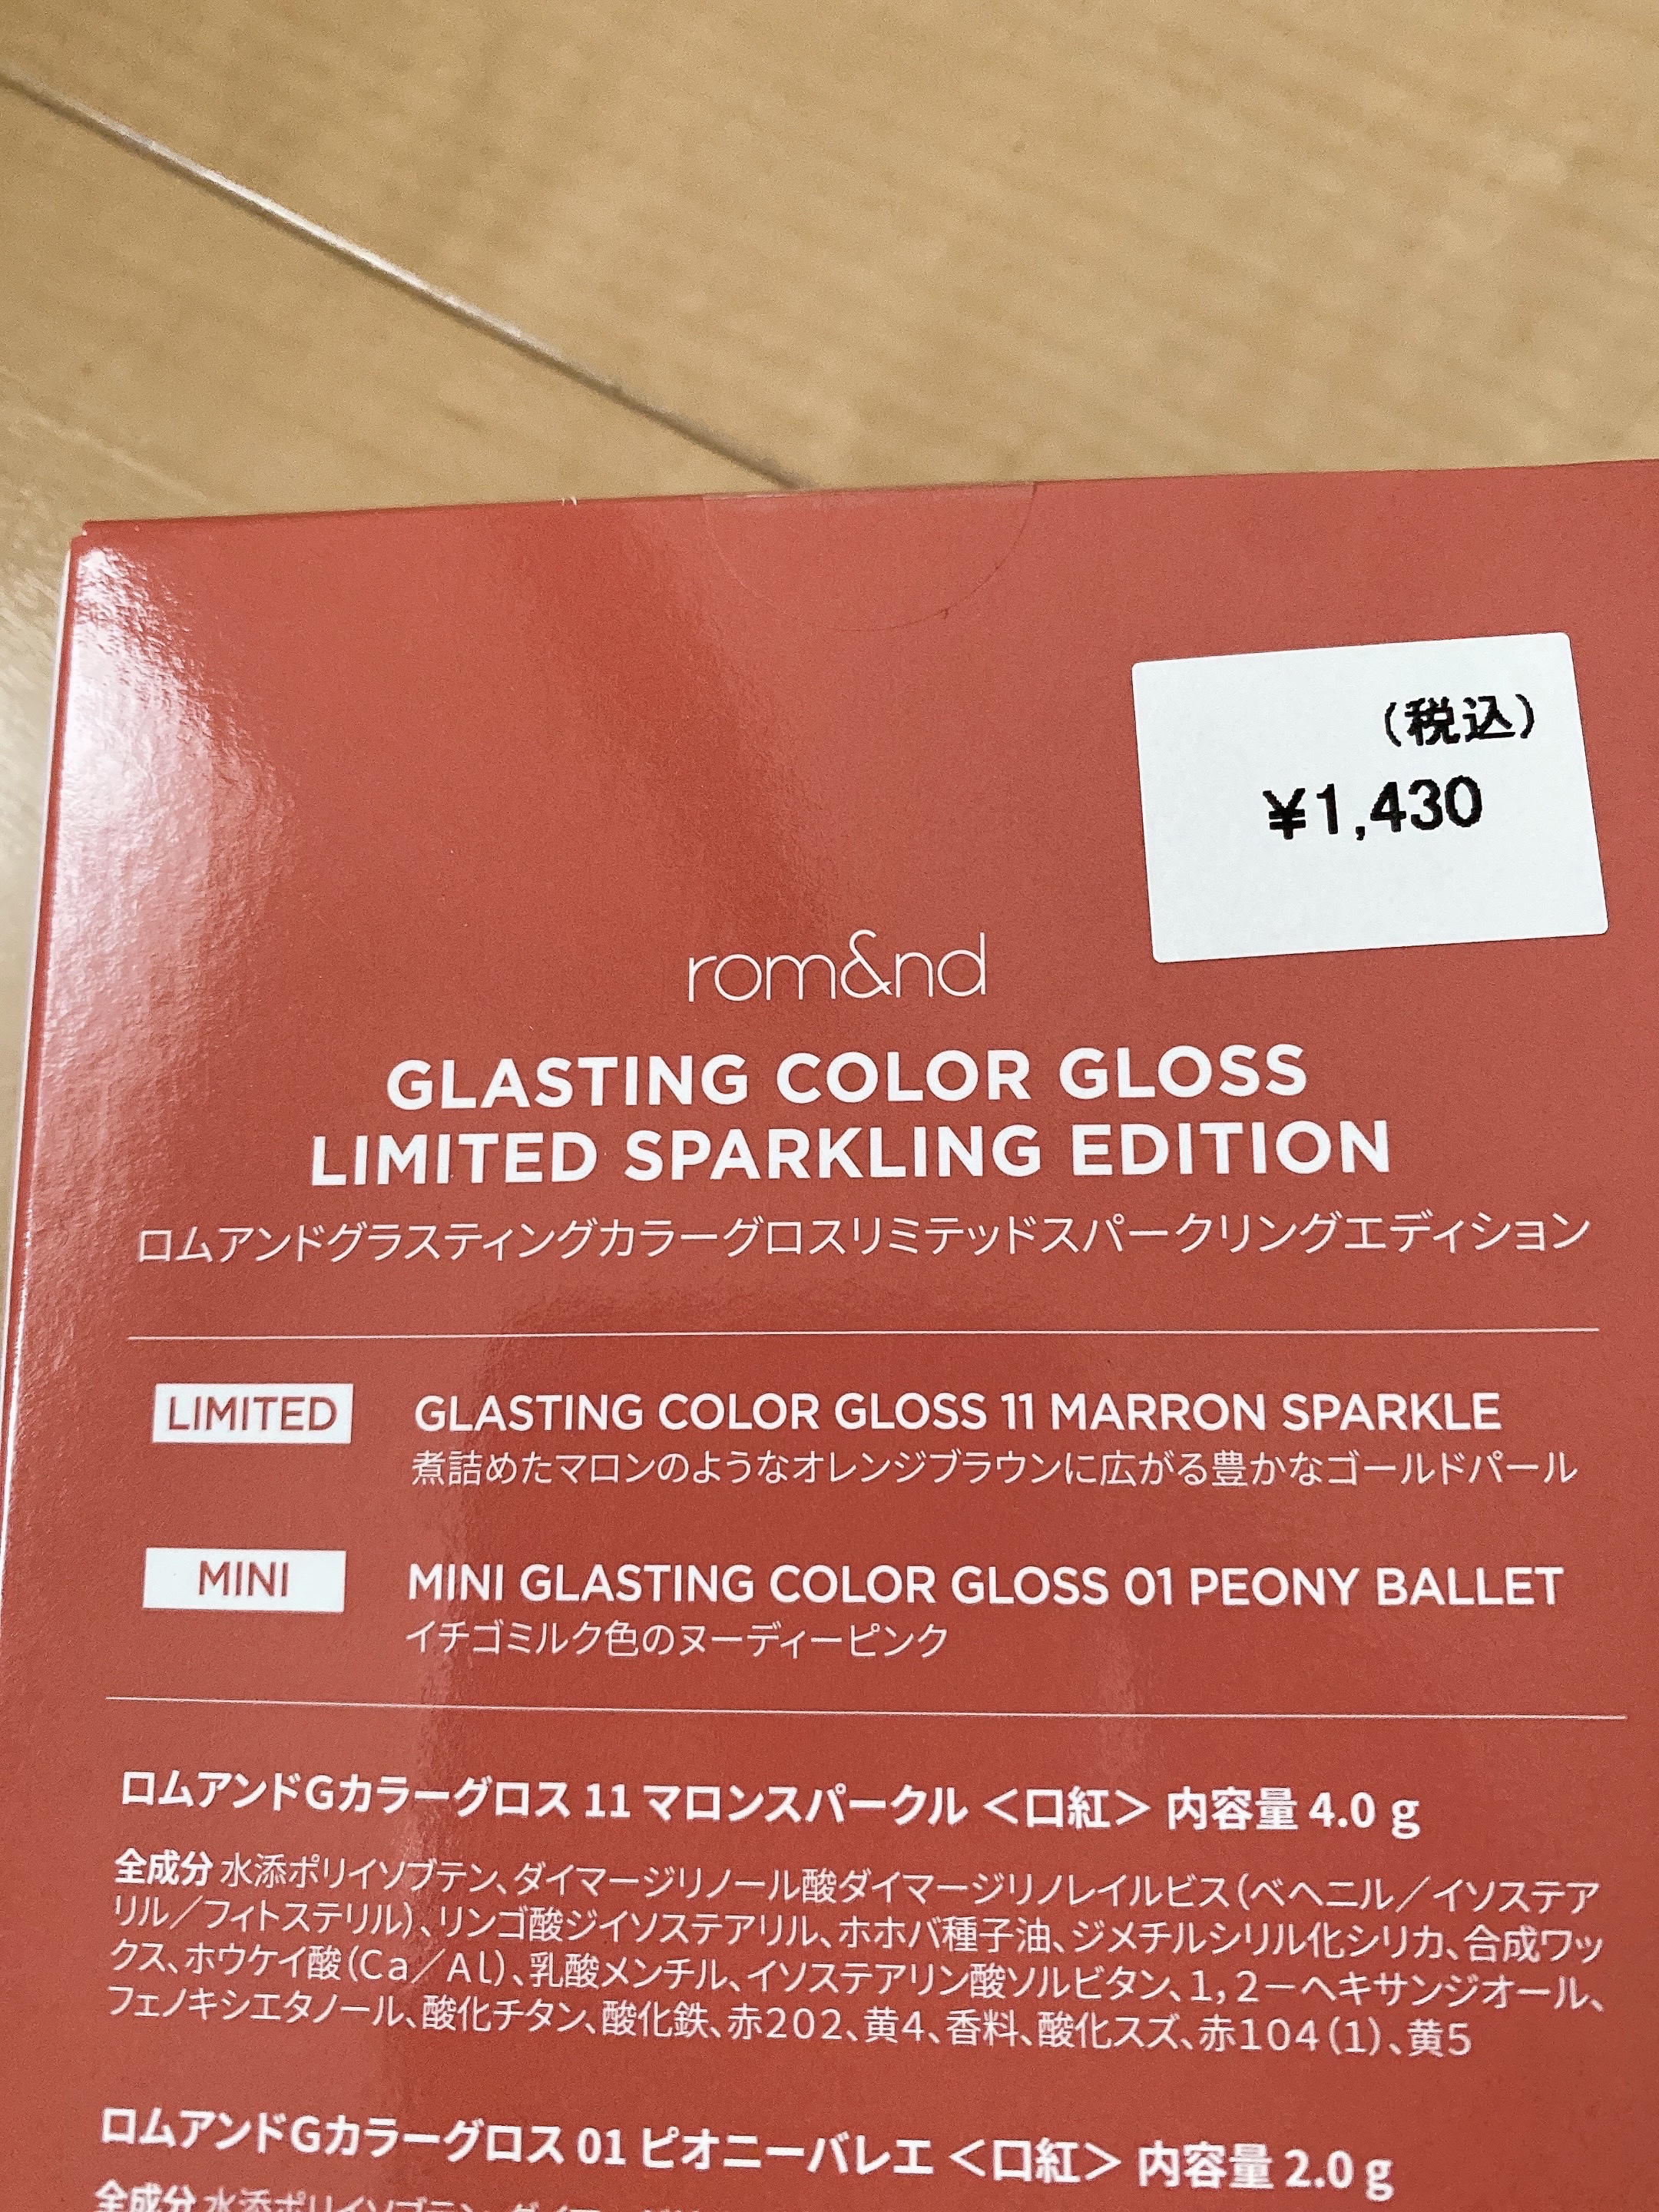 （税込）
¥1,430
rom&nd
GLASTING COLOR GLOSS
LIMITED SPARKLING EDITION
ロムアンドグラスティングカラーグロスリミテッドスパークリングエディション
LIMITED GLASTING COLOR GLOSS 11 MARRON SPARKLE
煮詰めたマロンのようなオレンジブラウンに広がる豊かなゴールドパール
MINI MINI GLASTING COLOR GLOSS 01 PEONY BALLET
イチゴミルク色のヌーディーピンク
ロムアンドGカラーグロス 11 マロンスパークル ＜口紅＞ 内容量 4.0 g
全成分 水添ポリイソブテン、ダイマージリノール酸ダイマージリノレイルビス（ベヘニル／イソステア
リル／フィトステリル）、リンゴ酸ジイソステアリル、ホホバ種子油、ジメチルシリル化シリカ、合成ワッ
クス、ホウケイ酸（Ca／Al）、乳酸メンチル、イソステアリン酸ソルビタン、1，2－ヘキサンジオール、
フェノキシエタノール、酸化チタン、酸化鉄、赤202、黄4、香料、酸化スズ、赤104（1）、黄5
ロムアンドGカラーグロス 01 ピオニーバレエ ＜口紅＞ 内容量 2.0 g
全成分 水添ポリイソブテン、